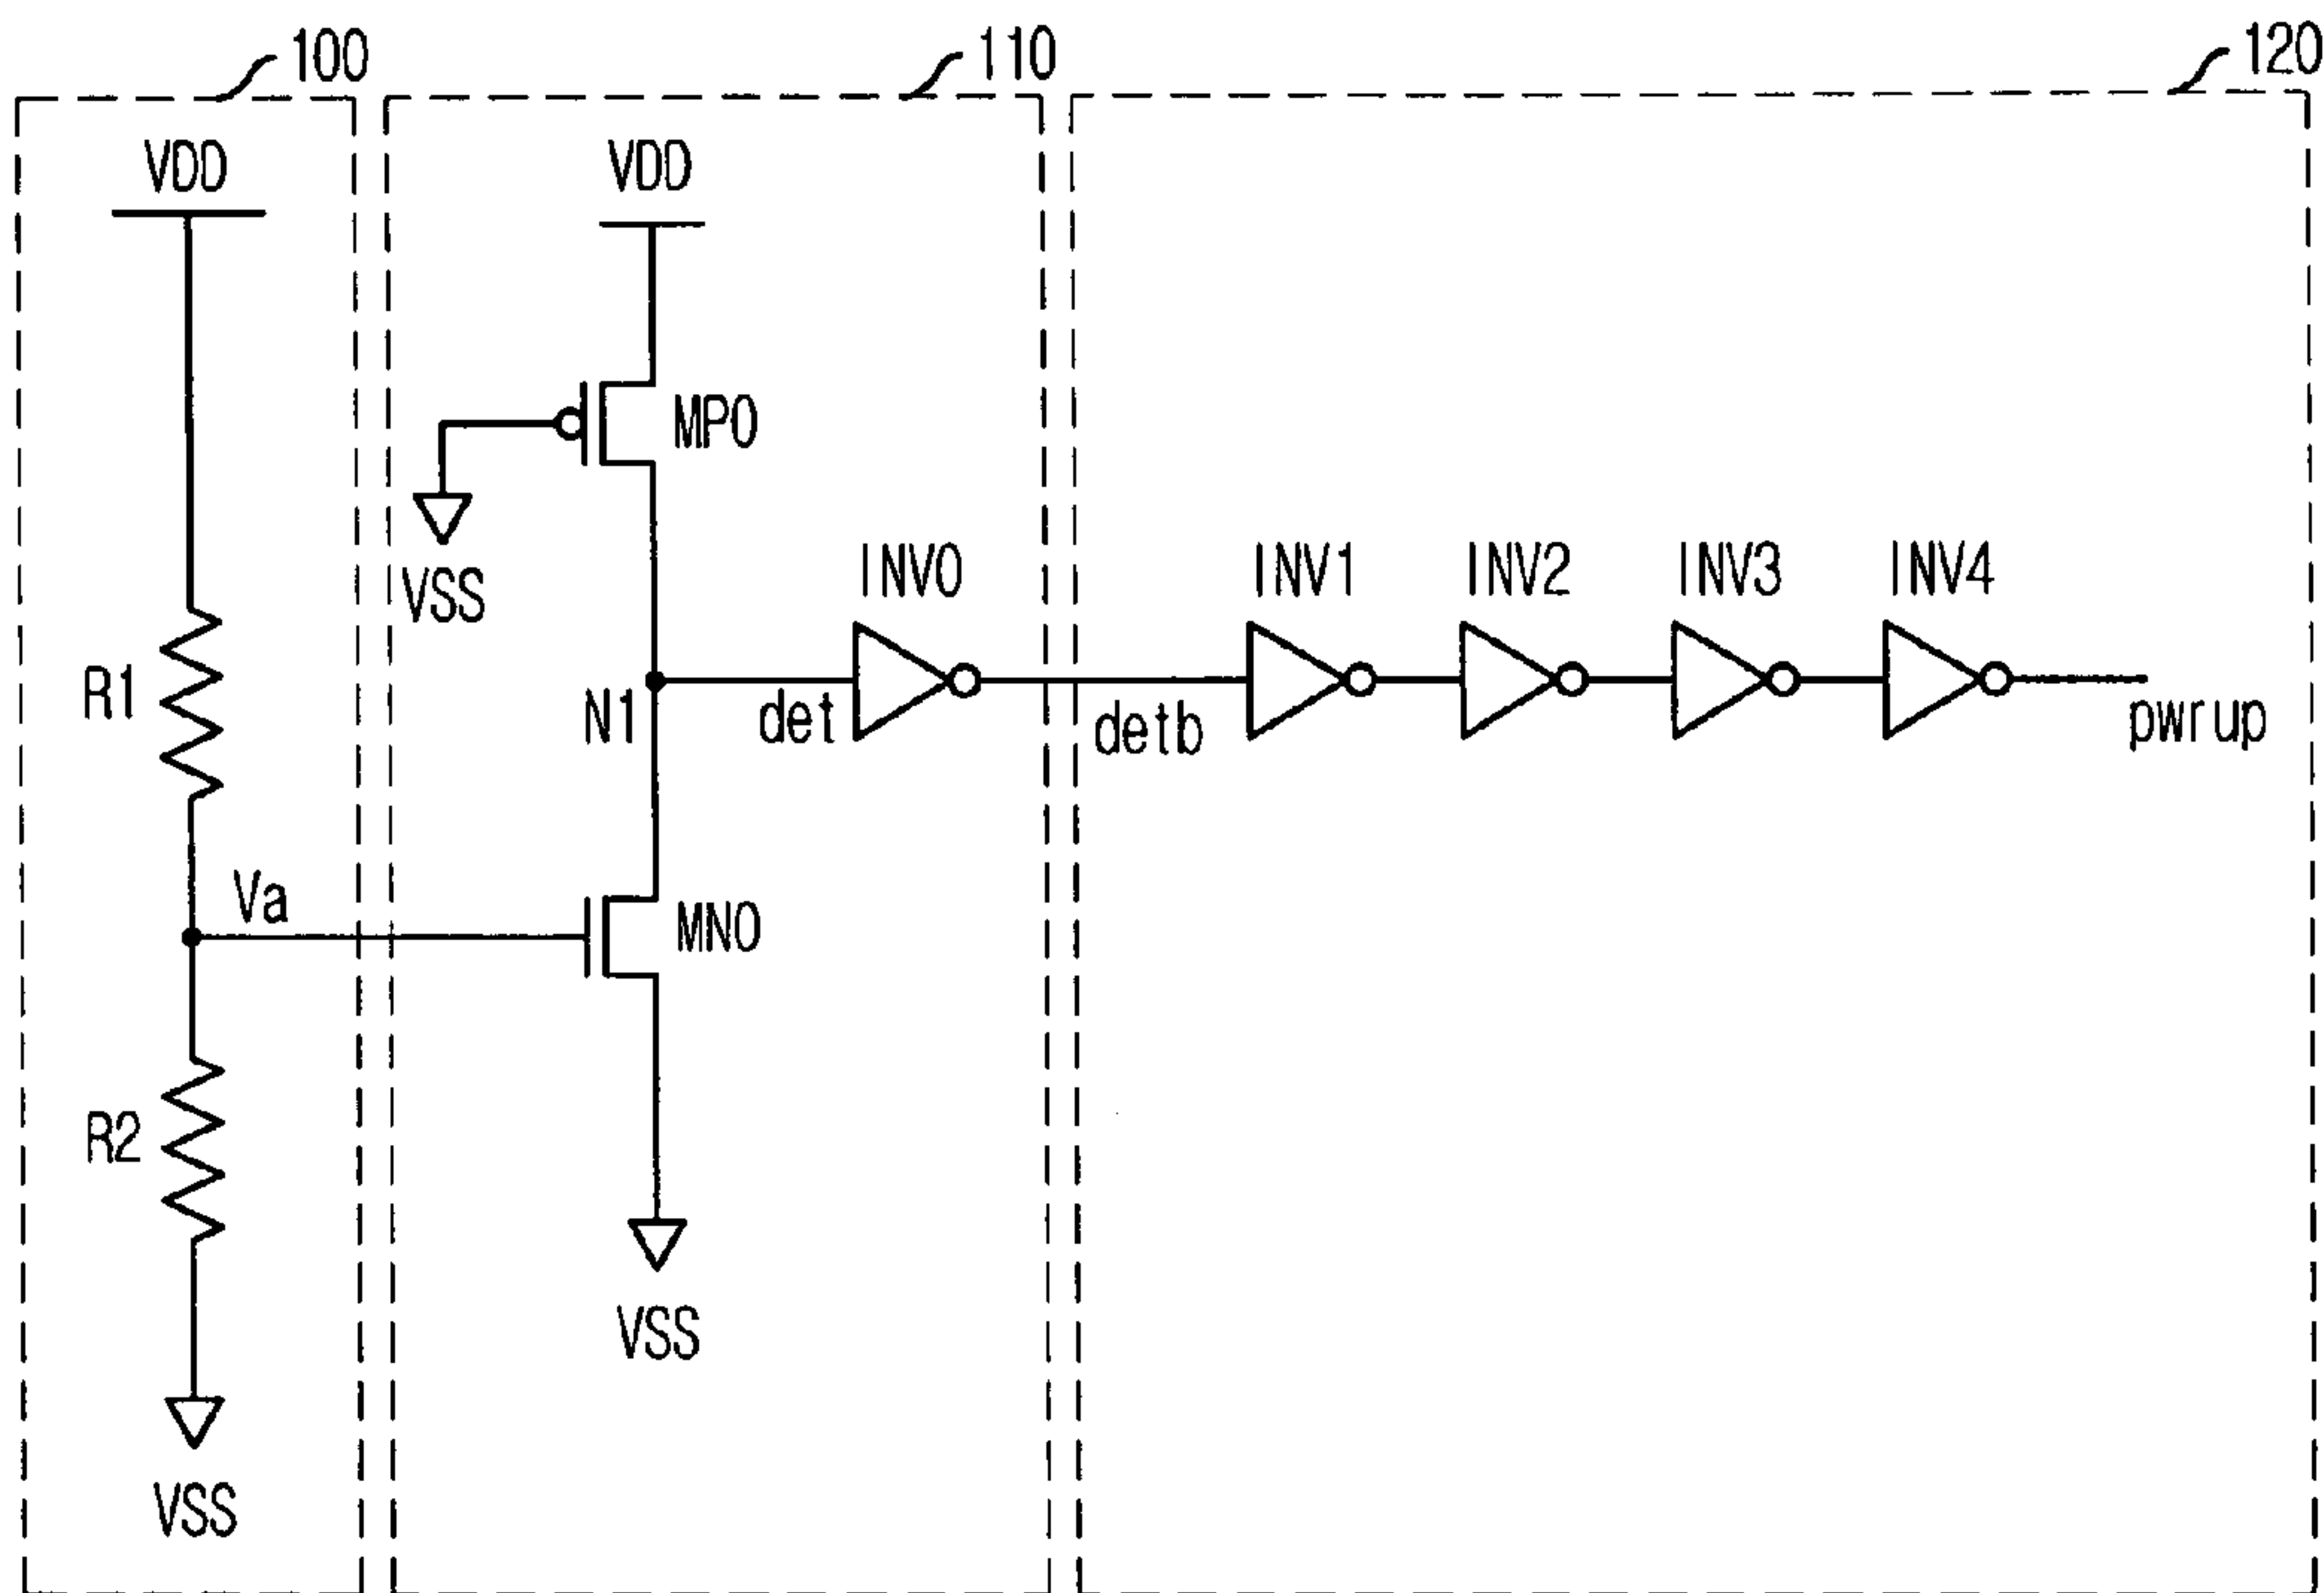 100
110
120
VDD
VDD
MP0
VSS
INV0
INV1
INV2
INV3
INV4
R1
N1
det
detb
pwrup
Va
MN0
R2
VSS
VSS